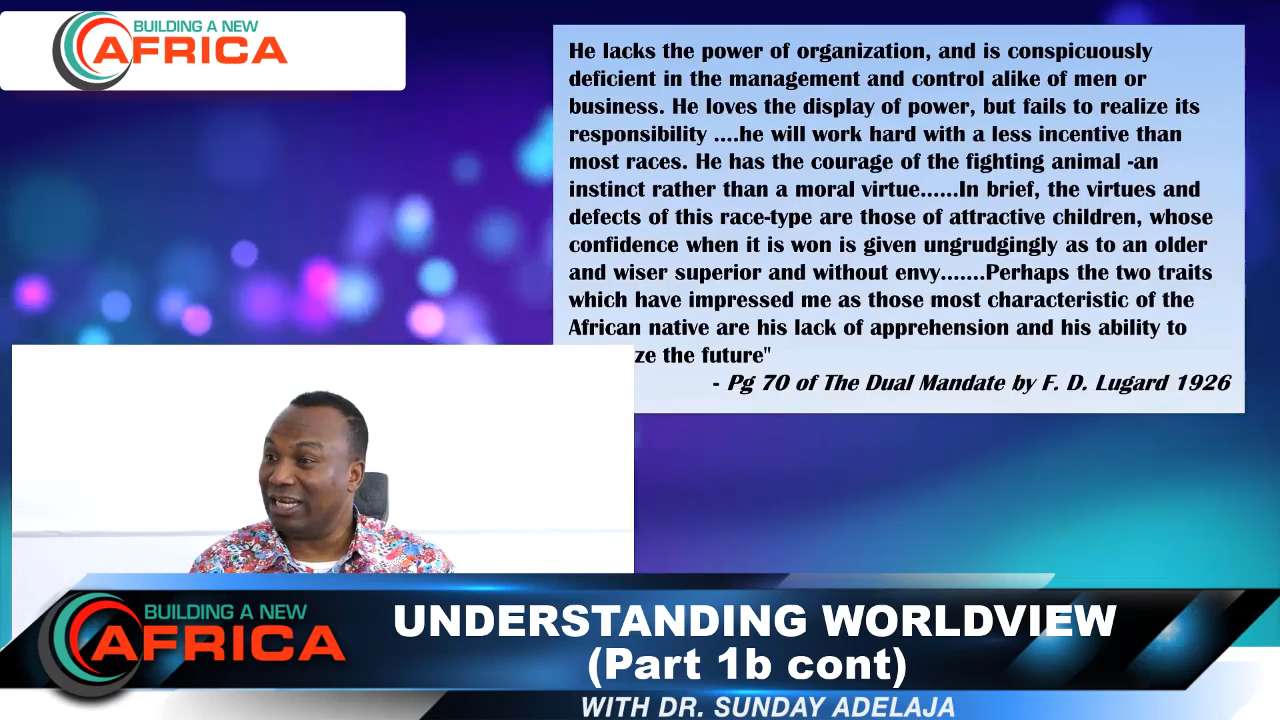 BUILDING A NEW
AFRICA
He lacks the power of organization, and is conspicuously
deficient in the management and control alike of men or
business. He loves the display of power, but fails to realize its
responsibility ....he will work hard with a less incentive than
most races. He has the courage of the fighting animal -an
instinct rather than a moral virtue......In brief, the virtues and
defects of this race-type are those of attractive children, whose
confidence when it is won is given ungrudgingly as to an older
and wiser superior and without envy.......Perhaps the two traits
which have impressed me as those most characteristic of the
African native are his lack of apprehension and his ability to
ze the future"
- Pg 70 of The Dual Mandate by F. D. Lugard 1926
BUILDING A NEW
AFRICA
UNDERSTANDING WORLDVIEW
(Part 1b cont)
WITH DR. SUNDAY ADELAJA